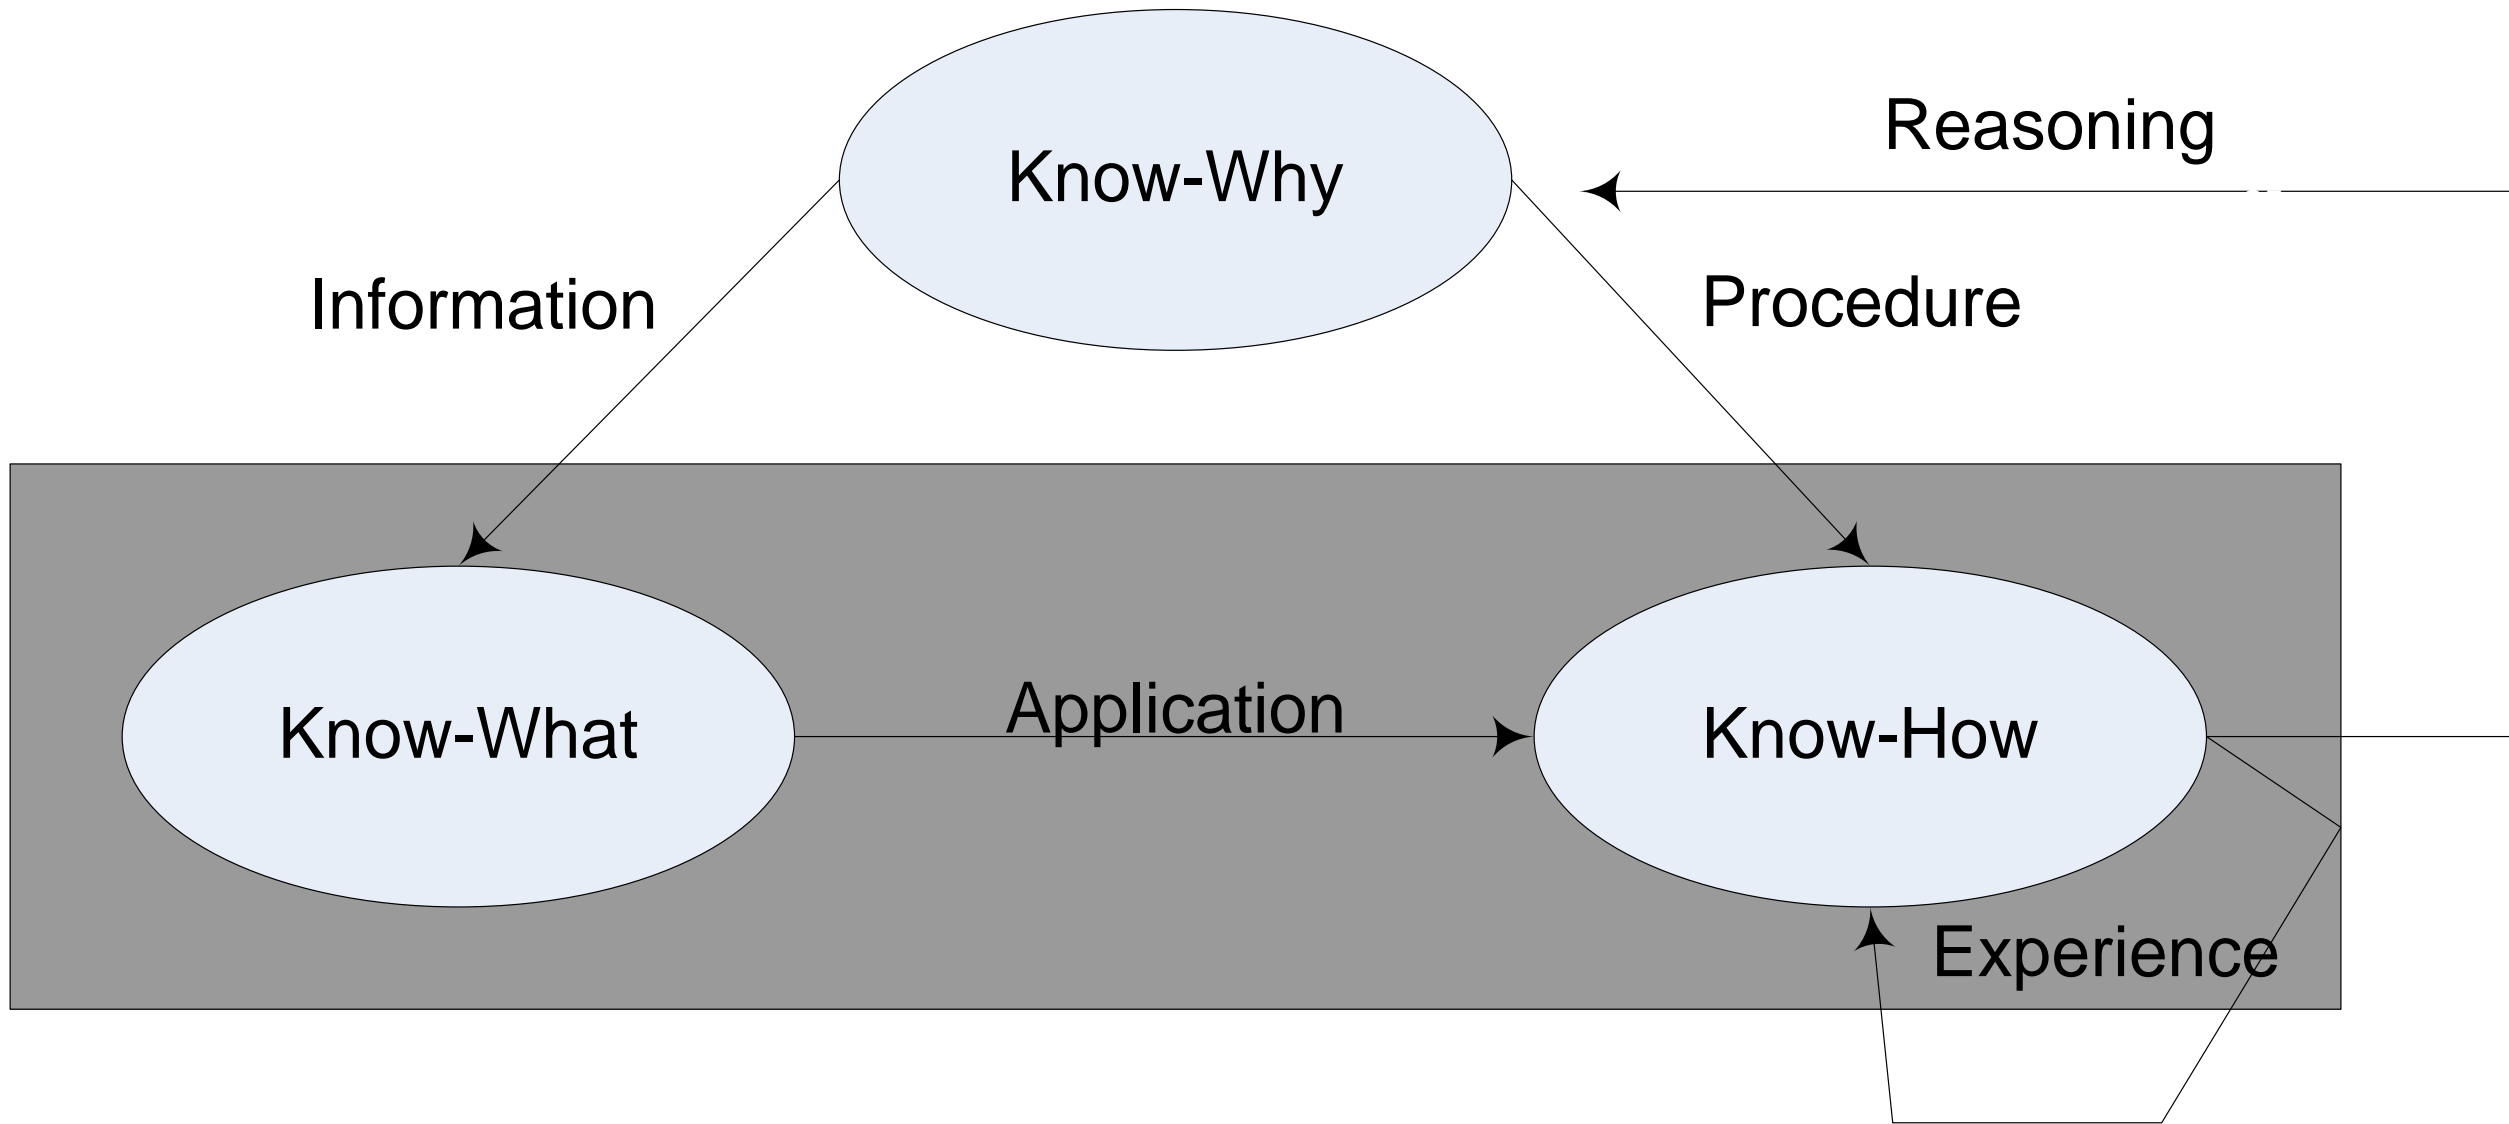 Know-Why
Reasoning
Information
Procedure
Know-What
Application
Know-How
Experience